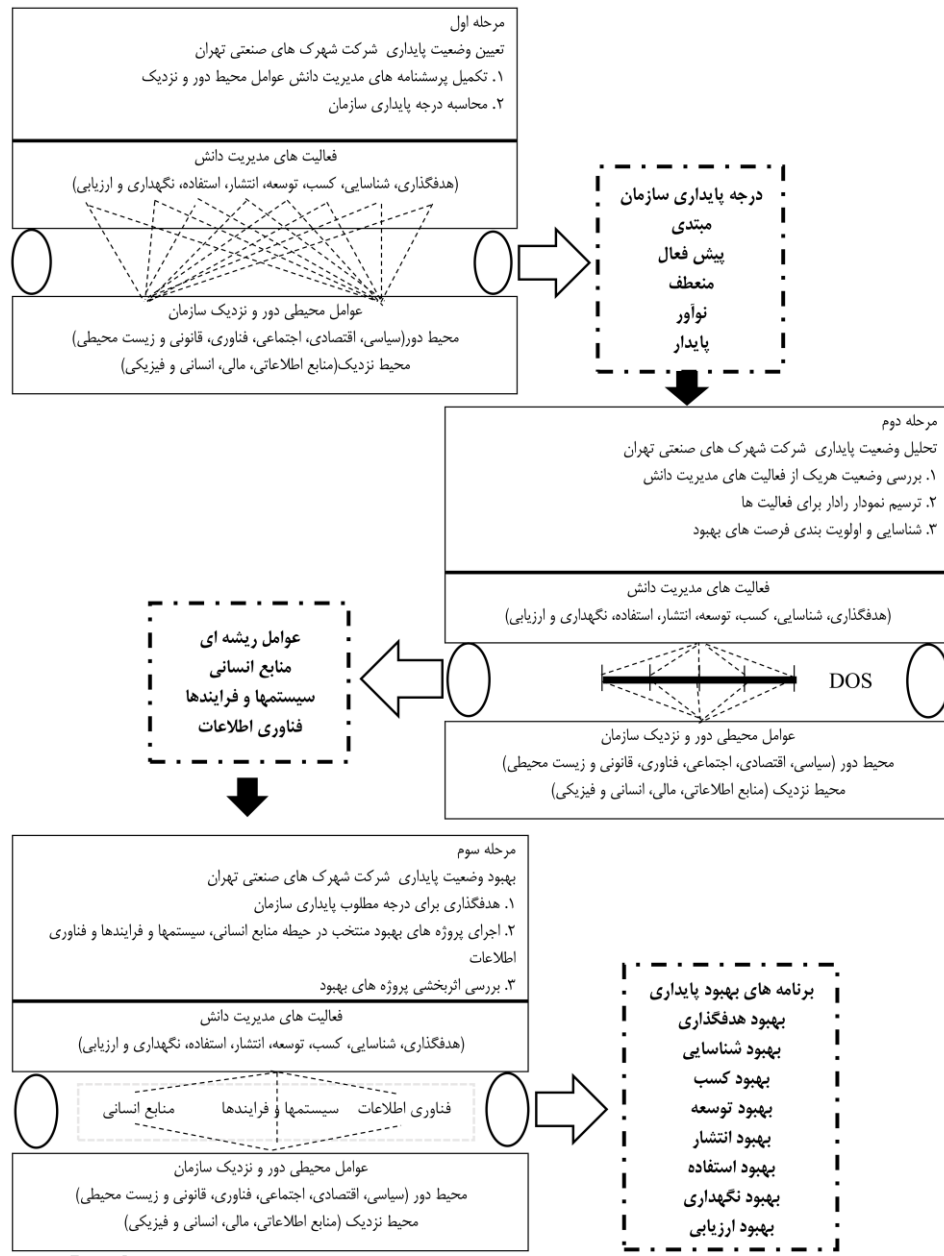 مرحله اول
تعیین وضعیت پایداری شرکت شهرک های صنعتی تهران
۱. تکمیل پرسشنامه های مدیریت دانش عوامل محیط دور و نزدیک
۲. محاسبه درجه پایداری سازمان
فعالیت های مدیریت دانش
(هدفگذاری، شناسایی، کسب، توسعه، انتشار، استفاده، نگهداری و ارزیابی)
عوامل محیطی دور و نزدیک سازمان
محیط دور(سیاسی، اقتصادی، اجتماعی، فناوری، قانونی و زیست محیطی)
محیط نزدیک(منابع اطلاعاتی، مالی، انسانی و فیزیکی)
درجه پایداری سازمان
مبتدی
پیش فعال
منعطف
نوآور
پایدار
مرحله دوم
تحلیل وضعیت پایداری شرکت شهرک های صنعتی تهران
۱. بررسی وضعیت هریک از فعالیت های مدیریت دانش
۲. ترسیم نمودار رادار برای فعالیت ها
۳. شناسایی و اولویت بندی فرصت های بهبود
فعالیت های مدیریت دانش
(هدفگذاری، شناسایی، کسب، توسعه، انتشار، استفاده، نگهداری و ارزیابی)
DOS
عوامل محیطی دور و نزدیک سازمان
محیط دور (سیاسی، اقتصادی، اجتماعی، فناوری، قانونی و زیست محیطی)
محیط نزدیک (منابع اطلاعاتی، مالی، انسانی و فیزیکی)
عوامل ریشه ای
منابع انسانی
سیستمها و فرایندها
فناوری اطلاعات
مرحله سوم
بهبود وضعیت پایداری شرکت شهرک های صنعتی تهران
۱. هدفگذاری برای درجه مطلوب پایداری سازمان
۲. اجرای پروژه های بهبود منتخب در حیطه منابع انسانی، سیستمها و فرایندها و فناوری
اطلاعات
۳. بررسی اثربخشی پروژه های بهبود
فعالیت های مدیریت دانش
(هدفگذاری، شناسایی، کسب، توسعه، انتشار، استفاده، نگهداری و ارزیابی)
فناوری اطلاعات سیستمها و فرایندها منابع انسانی
عوامل محیطی دور و نزدیک سازمان
محیط دور (سیاسی، اقتصادی، اجتماعی، فناوری، قانونی و زیست محیطی)
محیط نزدیک (منابع اطلاعاتی، مالی، انسانی و فیزیکی)
برنامه های بهبود پایداری
بهبود هدفگذاری
بهبود شناسایی
بهبود کسب
بهبود توسعه
بهبود انتشار
بهبود استفاده
بهبود نگهداری
بهبود ارزیابی